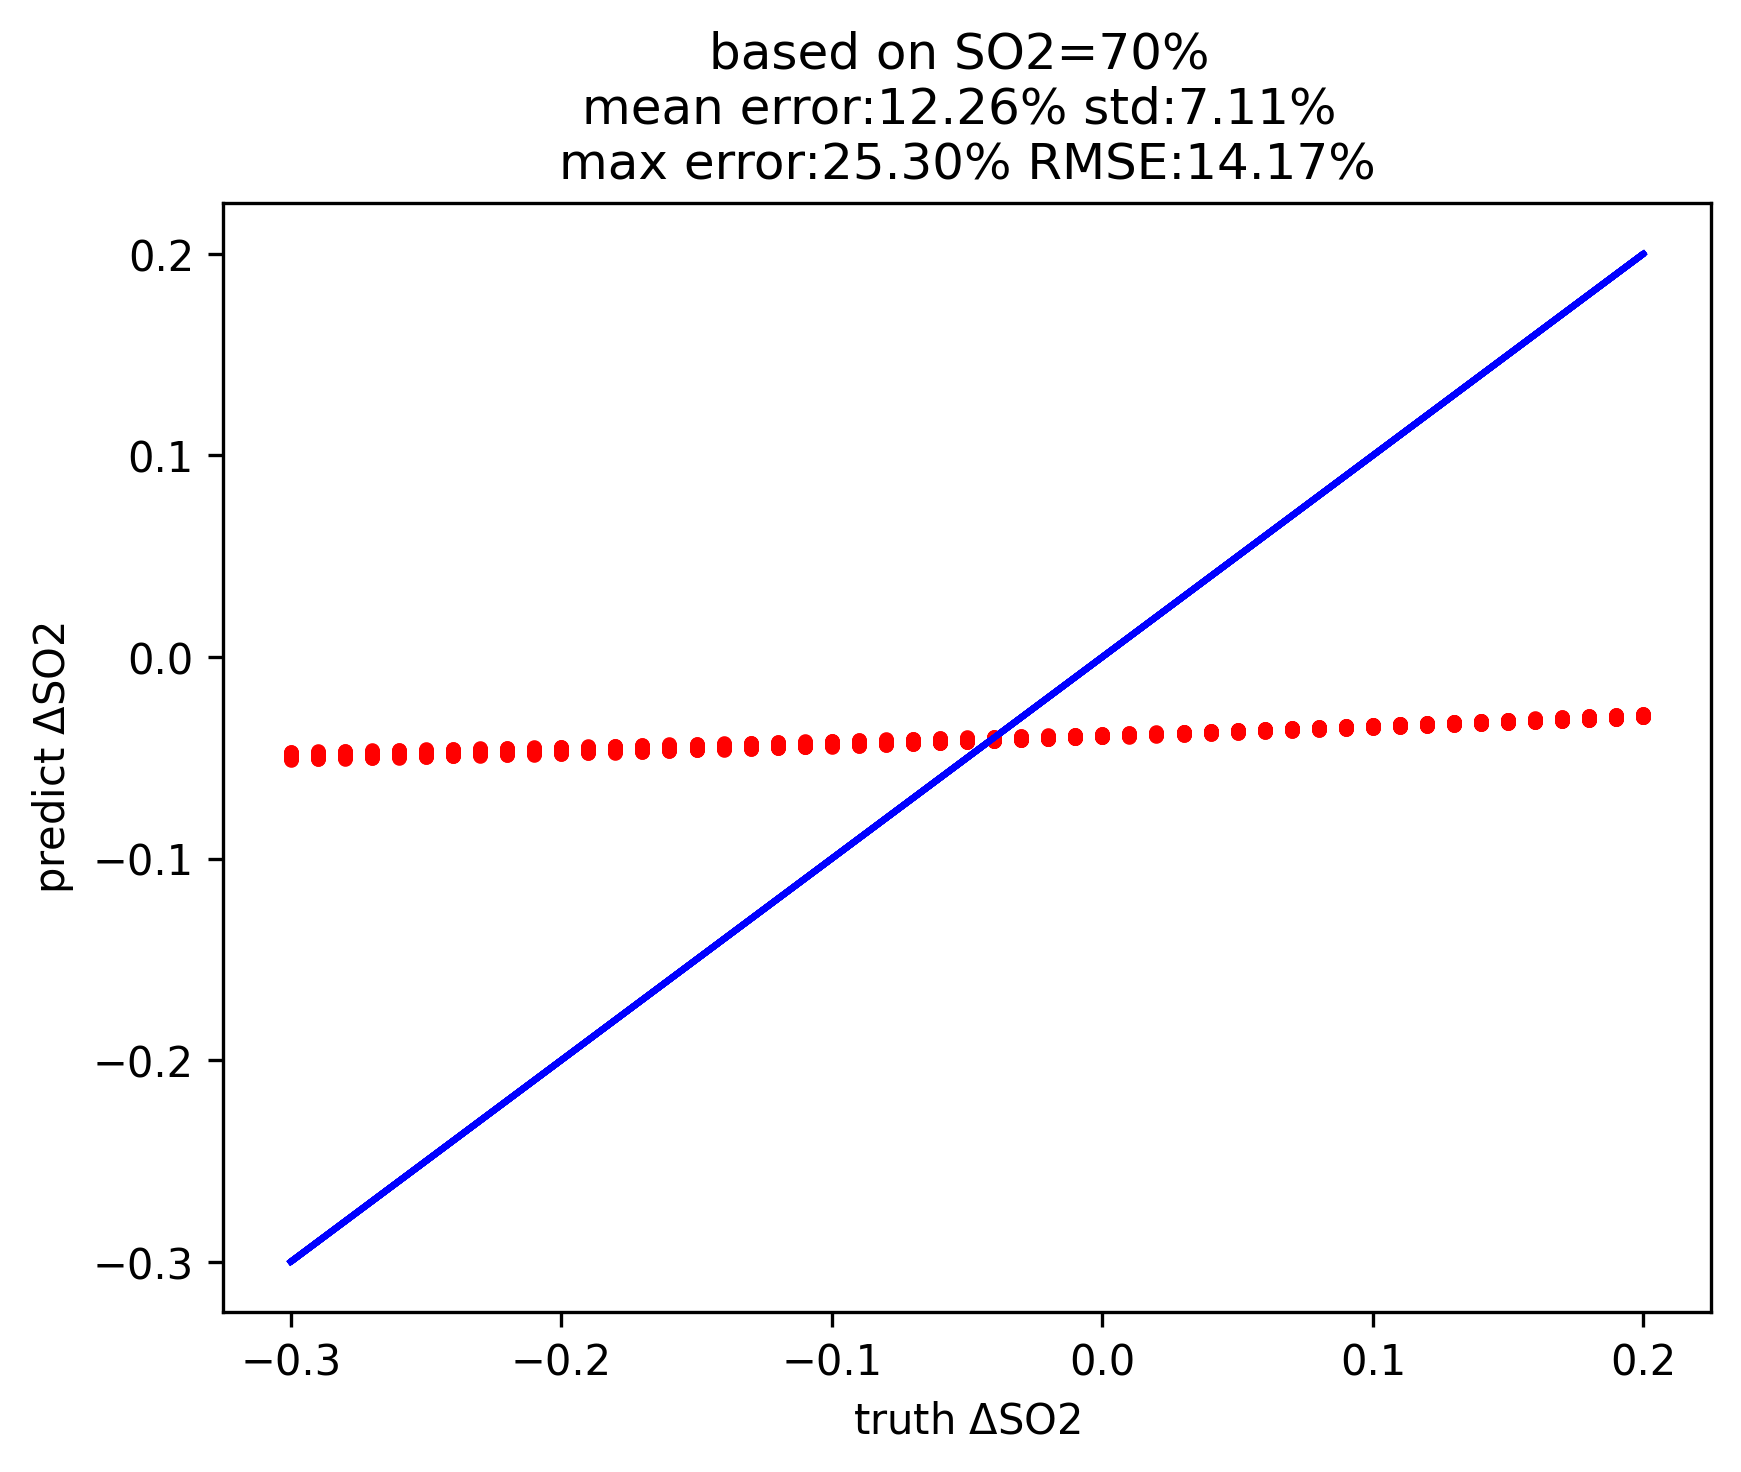 based on SO2=70%
mean error:12.26% std:7.11%
max error:25.30% RMSE:14.17%
0.2
0.1
0.0
−0.1
−0.2
−0.3
predict ΔSO2
−0.3 −0.2 −0.1 0.0 0.1 0.2
truth ΔSO2